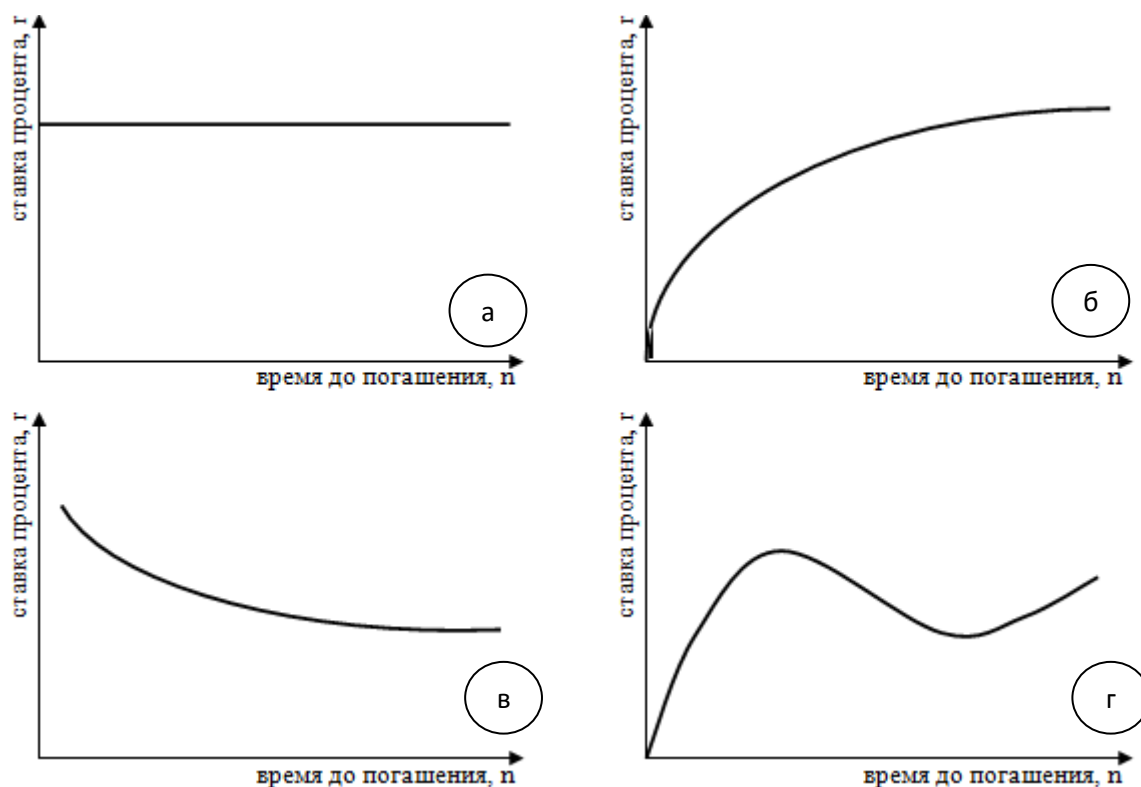 ставка процента, r
а
время до погашения, n
ставка процента, r
б
время до погашения, n
ставка процента, r
в
время до погашения, n
ставка процента, r
г
время до погашения, n